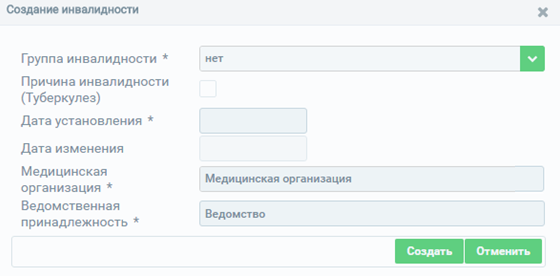 Создание инвалидности
Группа инвалидности * нет
Причина инвалидности
(Туберкулез)
Дата установления *
Дата изменения
Медицинская
организация * Медицинская организация
Ведомственная
принадлежность * Ведомство
Создать Отменить